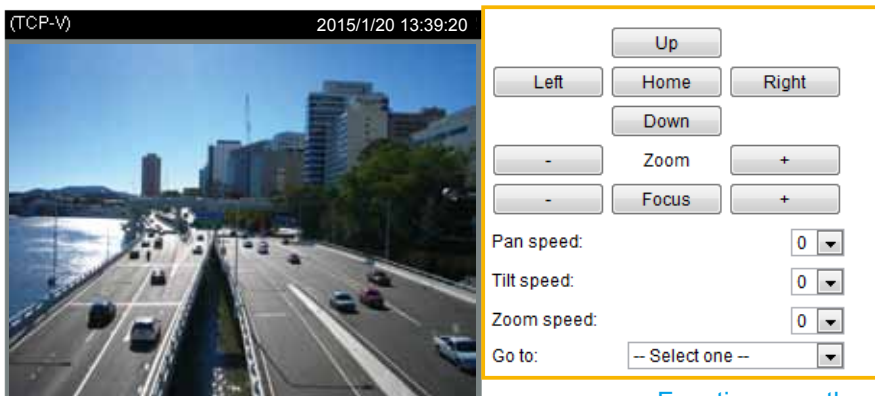 (TCP-V) 2015/1/20 13:39:20
Up
Left Home Right
Down
- Zoom +
- Focus +
Pan speed: 0
Tilt speed: 0
Zoom speed: 0
Go to: -- Select one --